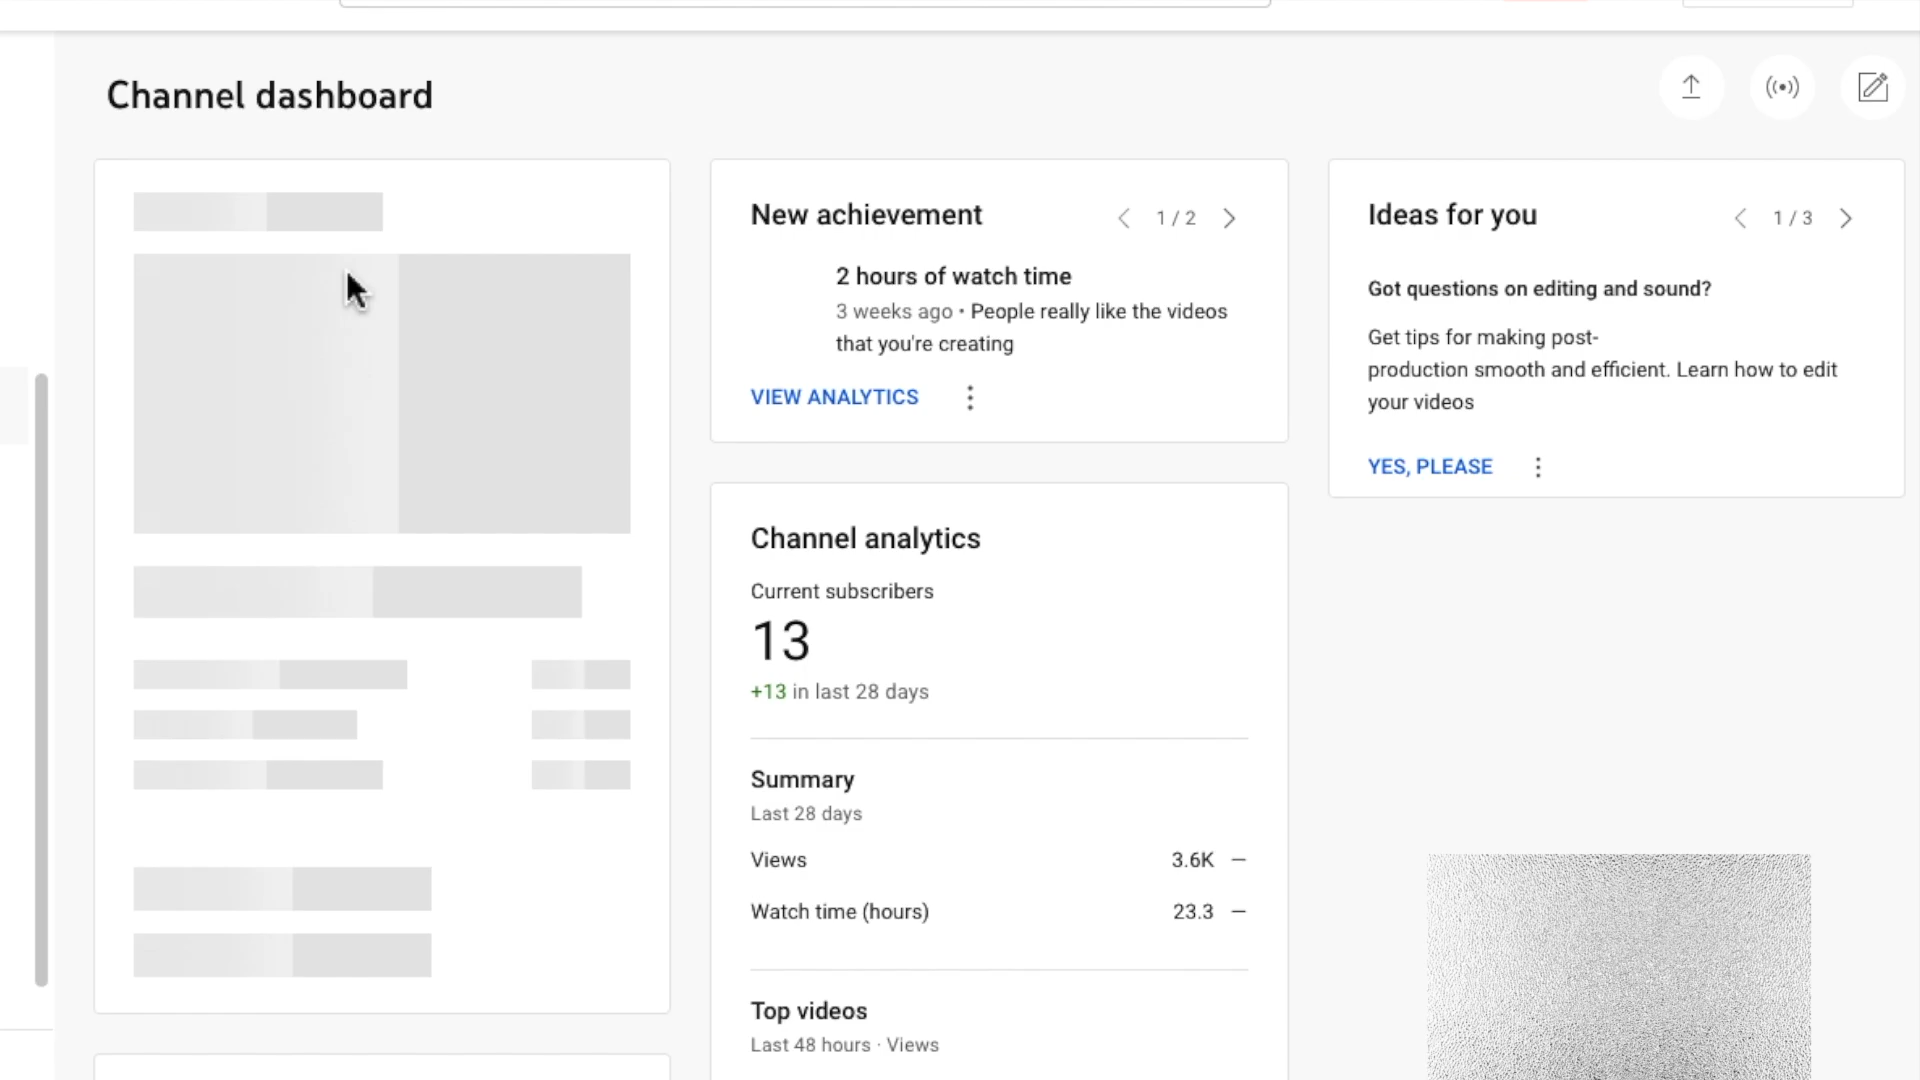 Channel dashboard
New achievement
1 / 2
2 hours of watch time
3 weeks ago • People really like the videos
that you're creating
VIEW ANALYTICS
Ideas for you
1 / 3
Got questions on editing and sound?
Get tips for making post-
production smooth and efficient. Learn how to edit
your videos
YES, PLEASE
Channel analytics
Current subscribers
13
+13 in last 28 days
Summary
Last 28 days
Views 3.6K —
Watch time (hours) 23.3 —
Top videos
Last 48 hours · Views